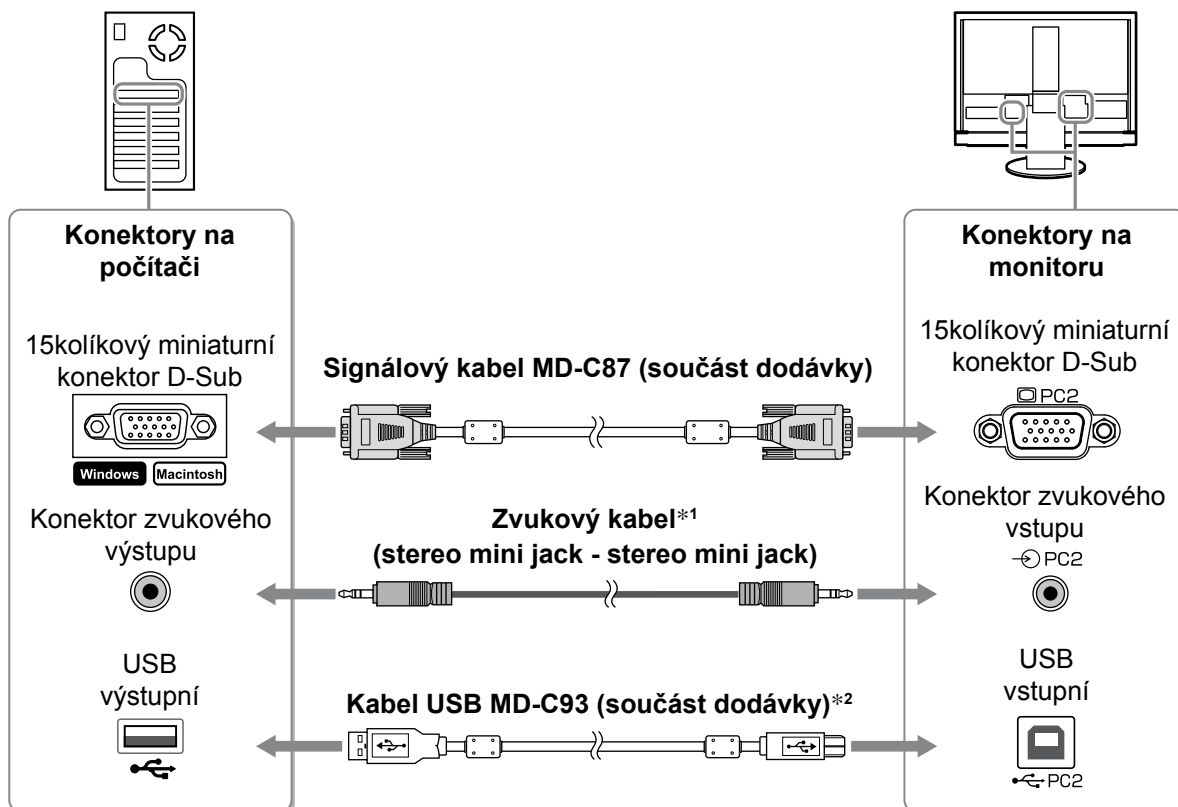 Konektory na
počítači
15kolíkový miniaturní
konektor D-Sub
Windows Macintosh
Konektor zvukového
výstupu
USB
výstupní
Signálový kabel MD-C87 (součást dodávky)
Zvukový kabel*1
(stereo mini jack - stereo mini jack)
Kabel USB MD-C93 (součást dodávky)*2
Konektory na
monitoru
15kolíkový miniaturní
konektor D-Sub
PC2
Konektor zvukového
vstupu
PC2
USB
vstupní
PC2